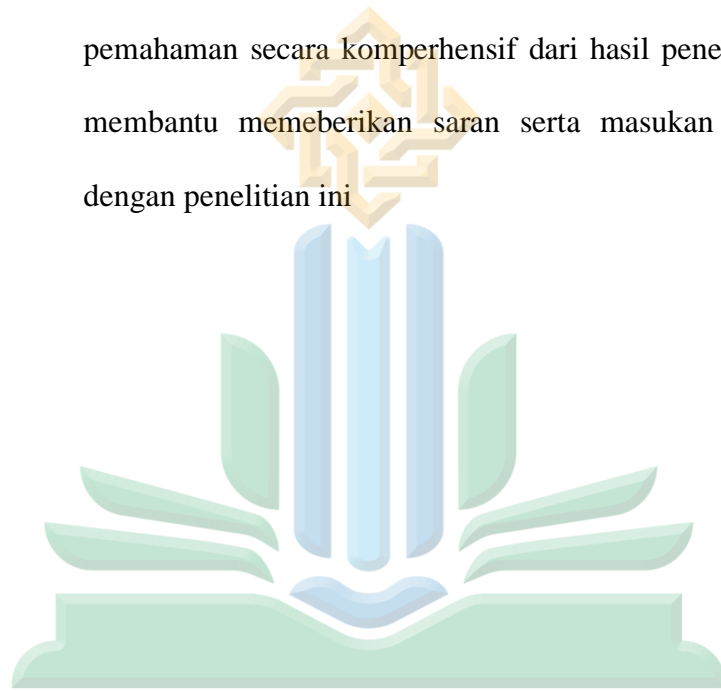 pemahaman secara komperhensif dari hasil pene
membantu memeberikan saran serta masukan
dengan penelitian ini